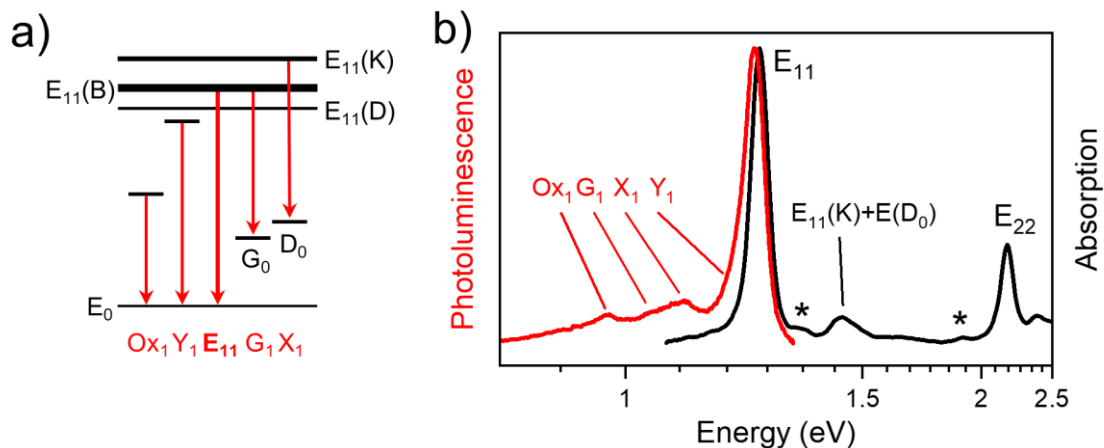 a)
E₁₁(K)
E₁₁(B)
E₁₁(D)
G₀
D₀
E₀
Ox₁ Y₁ E₁₁ G₁ X₁
b)
Photoluminescence
Absorption
E₁₁
Ox₁ G₁ X₁ Y₁
E₁₁(K)+E(D₀)
E₂₂
*
*
1
1.5
2
2.5
Energy (eV)